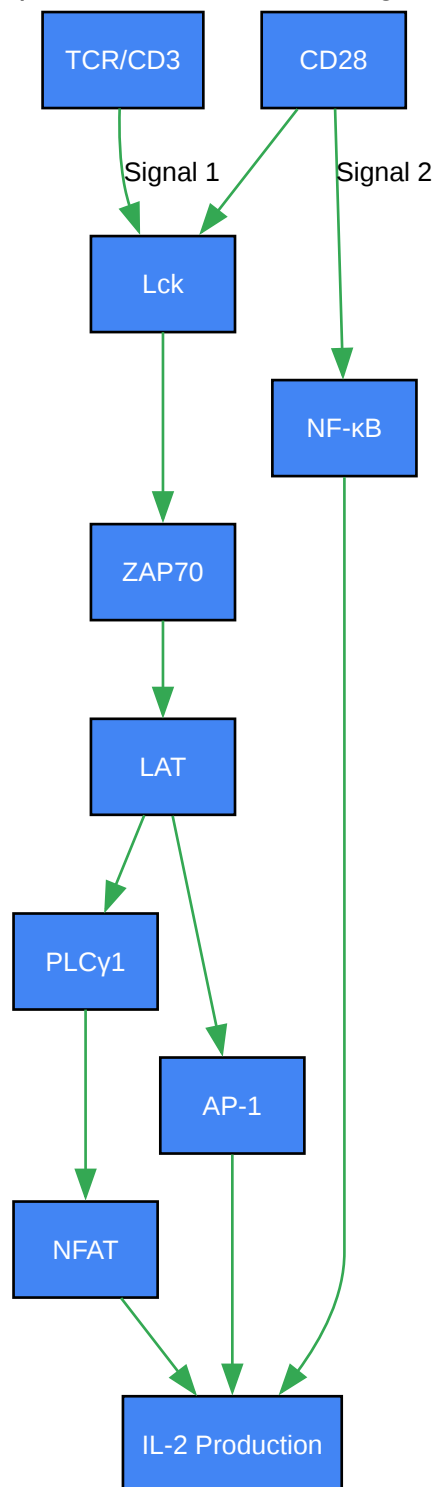 TCR/CD3
CD28
Signal 1
Signal 2
Lck
NF-κB
ZAP70
LAT
PLCγ1
AP-1
NFAT
IL-2 Production